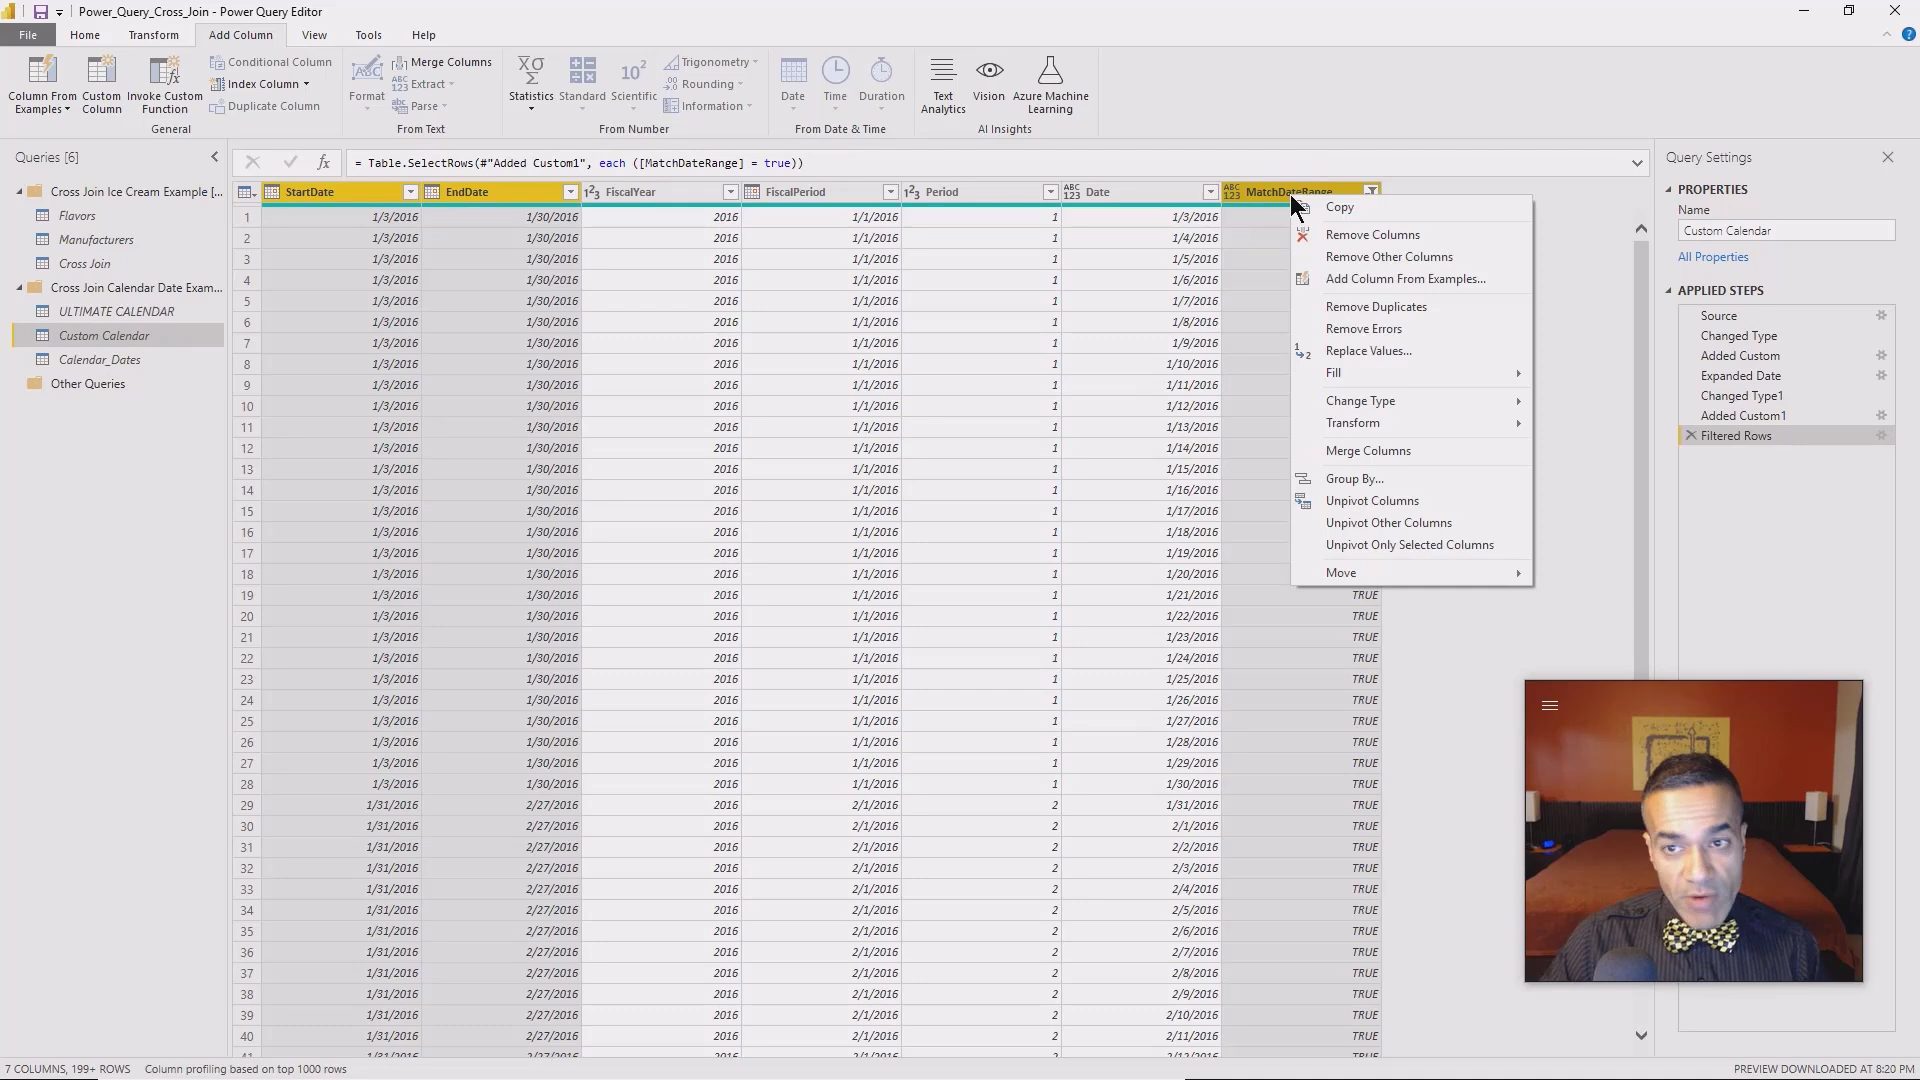 Power_Query_Cross_Join - Power Query Editor
File Home Transform Add Column View Tools Help
Column From Examples
Custom Column
Invoke Custom Function
Conditional Column
Index Column
Duplicate Column
General
Format
Merge Columns
Extract
Parse
From Text
Statistics
Standard
Scientific
Trigonometry
Rounding
Information
From Number
Date
Time
Duration
From Date & Time
Text Analytics
Vision
Azure Machine Learning
AI Insights
Queries [6]
Cross Join Ice Cream Example [...
Flavors
Manufacturers
Cross Join
Cross Join Calendar Date Exam...
ULTIMATE CALENDAR
Custom Calendar
Calendar_Dates
Other Queries
= Table.SelectRows(#"Added Custom1", each ([MatchDateRange] = true))
StartDate EndDate FiscalYear FiscalPeriod Period Date MatchDateRange
1 1/3/2016 1/30/2016 2016 1/1/2016 1 1/3/2016
2 1/3/2016 1/30/2016 2016 1/1/2016 1 1/4/2016
3 1/3/2016 1/30/2016 2016 1/1/2016 1 1/5/2016
4 1/3/2016 1/30/2016 2016 1/1/2016 1 1/6/2016
5 1/3/2016 1/30/2016 2016 1/1/2016 1 1/7/2016
6 1/3/2016 1/30/2016 2016 1/1/2016 1 1/8/2016
7 1/3/2016 1/30/2016 2016 1/1/2016 1 1/9/2016
8 1/3/2016 1/30/2016 2016 1/1/2016 1 1/10/2016
9 1/3/2016 1/30/2016 2016 1/1/2016 1 1/11/2016
10 1/3/2016 1/30/2016 2016 1/1/2016 1 1/12/2016
11 1/3/2016 1/30/2016 2016 1/1/2016 1 1/13/2016
12 1/3/2016 1/30/2016 2016 1/1/2016 1 1/14/2016
13 1/3/2016 1/30/2016 2016 1/1/2016 1 1/15/2016
14 1/3/2016 1/30/2016 2016 1/1/2016 1 1/16/2016
15 1/3/2016 1/30/2016 2016 1/1/2016 1 1/17/2016
16 1/3/2016 1/30/2016 2016 1/1/2016 1 1/18/2016
17 1/3/2016 1/30/2016 2016 1/1/2016 1 1/19/2016
18 1/3/2016 1/30/2016 2016 1/1/2016 1 1/20/2016
19 1/3/2016 1/30/2016 2016 1/1/2016 1 1/21/2016 TRUE
20 1/3/2016 1/30/2016 2016 1/1/2016 1 1/22/2016 TRUE
21 1/3/2016 1/30/2016 2016 1/1/2016 1 1/23/2016 TRUE
22 1/3/2016 1/30/2016 2016 1/1/2016 1 1/24/2016 TRUE
23 1/3/2016 1/30/2016 2016 1/1/2016 1 1/25/2016 TRUE
24 1/3/2016 1/30/2016 2016 1/1/2016 1 1/26/2016 TRUE
25 1/3/2016 1/30/2016 2016 1/1/2016 1 1/27/2016 TRUE
26 1/3/2016 1/30/2016 2016 1/1/2016 1 1/28/2016 TRUE
27 1/3/2016 1/30/2016 2016 1/1/2016 1 1/29/2016 TRUE
28 1/3/2016 1/30/2016 2016 1/1/2016 1 1/30/2016 TRUE
29 1/31/2016 2/27/2016 2016 2/1/2016 2 1/31/2016 TRUE
30 1/31/2016 2/27/2016 2016 2/1/2016 2 2/1/2016 TRUE
31 1/31/2016 2/27/2016 2016 2/1/2016 2 2/2/2016 TRUE
32 1/31/2016 2/27/2016 2016 2/1/2016 2 2/3/2016 TRUE
33 1/31/2016 2/27/2016 2016 2/1/2016 2 2/4/2016 TRUE
34 1/31/2016 2/27/2016 2016 2/1/2016 2 2/5/2016 TRUE
35 1/31/2016 2/27/2016 2016 2/1/2016 2 2/6/2016 TRUE
36 1/31/2016 2/27/2016 2016 2/1/2016 2 2/7/2016 TRUE
37 1/31/2016 2/27/2016 2016 2/1/2016 2 2/8/2016 TRUE
38 1/31/2016 2/27/2016 2016 2/1/2016 2 2/9/2016 TRUE
39 1/31/2016 2/27/2016 2016 2/1/2016 2 2/10/2016 TRUE
40 1/31/2016 2/27/2016 2016 2/1/2016 2 2/11/2016 TRUE
Copy
Remove Columns
Remove Other Columns
Add Column From Examples...
Remove Duplicates
Remove Errors
Replace Values...
Fill
Change Type
Transform
Merge Columns
Group By...
Unpivot Columns
Unpivot Other Columns
Unpivot Only Selected Columns
Move
Query Settings
PROPERTIES
Name
Custom Calendar
All Properties
APPLIED STEPS
Source
Changed Type
Added Custom
Expanded Date
Changed Type1
Added Custom1
Filtered Rows
7 COLUMNS, 199+ ROWS Column profiling based on top 1000 rows
PREVIEW DOWNLOADED AT 8:20 PM